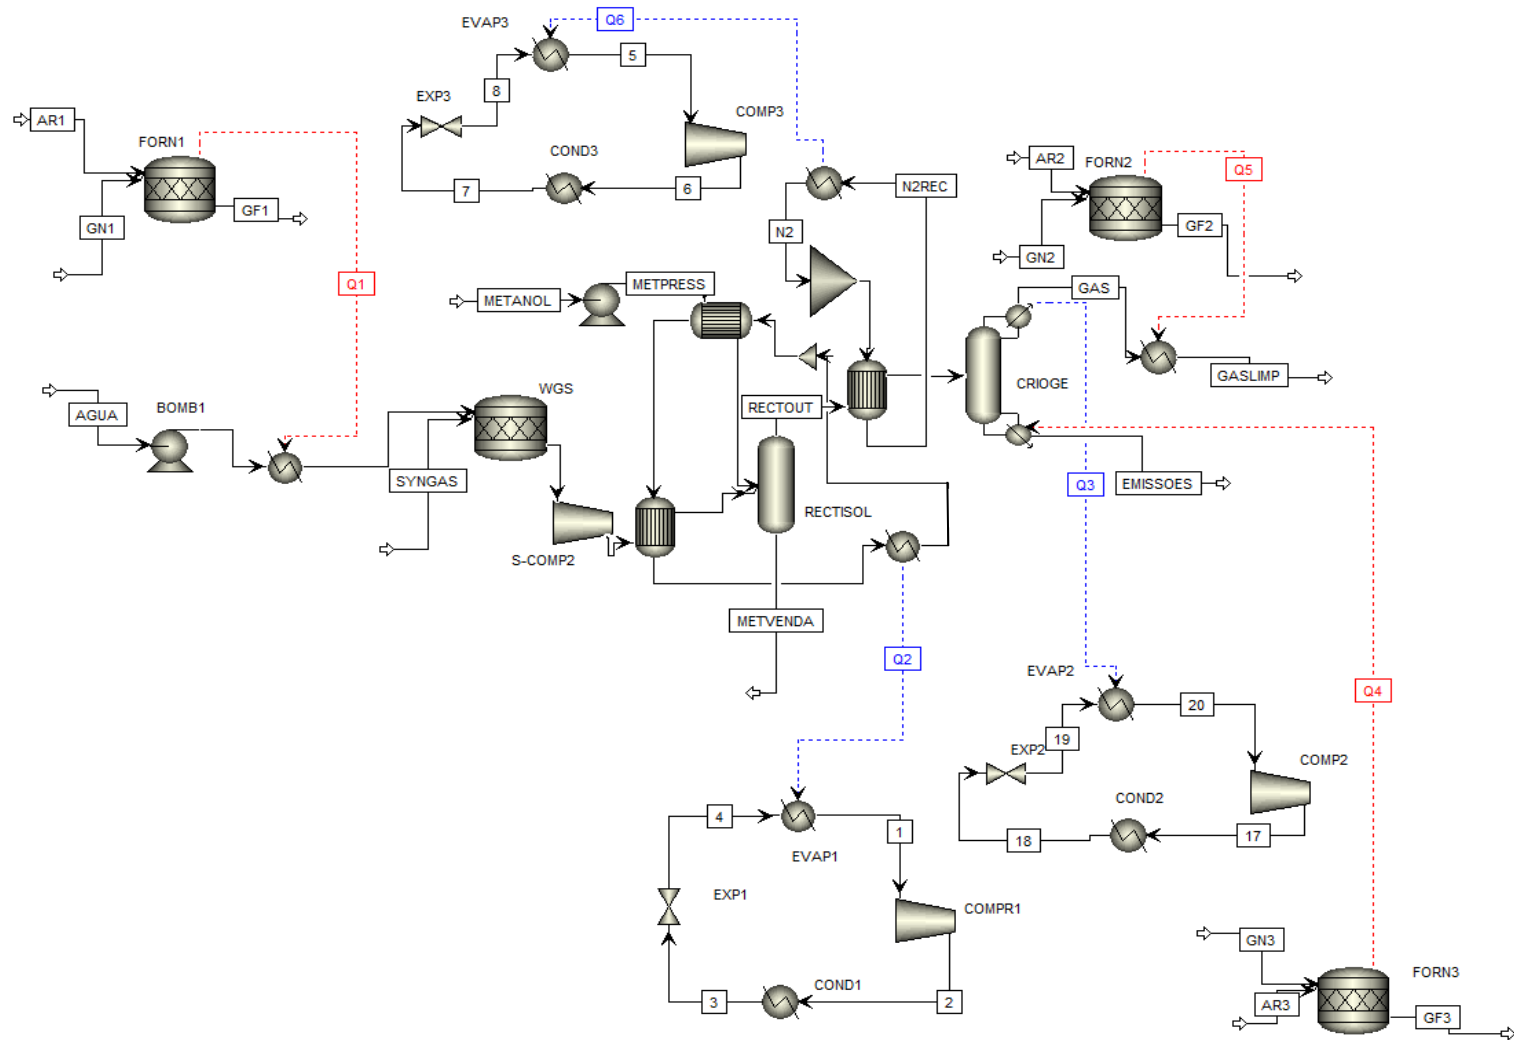 EVAP3
Q6
5
8
EXP3
COMP3
AR1
FORN1
COND3
7
6
N2REC
AR2
FORN2
Q5
GF1
GN1
N2
GF2
GN2
Q1
METPRESS
METANOL
GAS
GASLIMP
CRIOGE
WGS
AGUA
BOMB1
RECTOUT
SYNGAS
Q3
EMISSOES
RECTISOL
S-COMP2
METVENDA
Q2
EVAP2
Q4
20
19
EXP2
COMP2
COND2
4
1
18
17
EVAP1
EXP1
COMPR1
GN3
FORN3
COND1
3
2
AR3
GF3